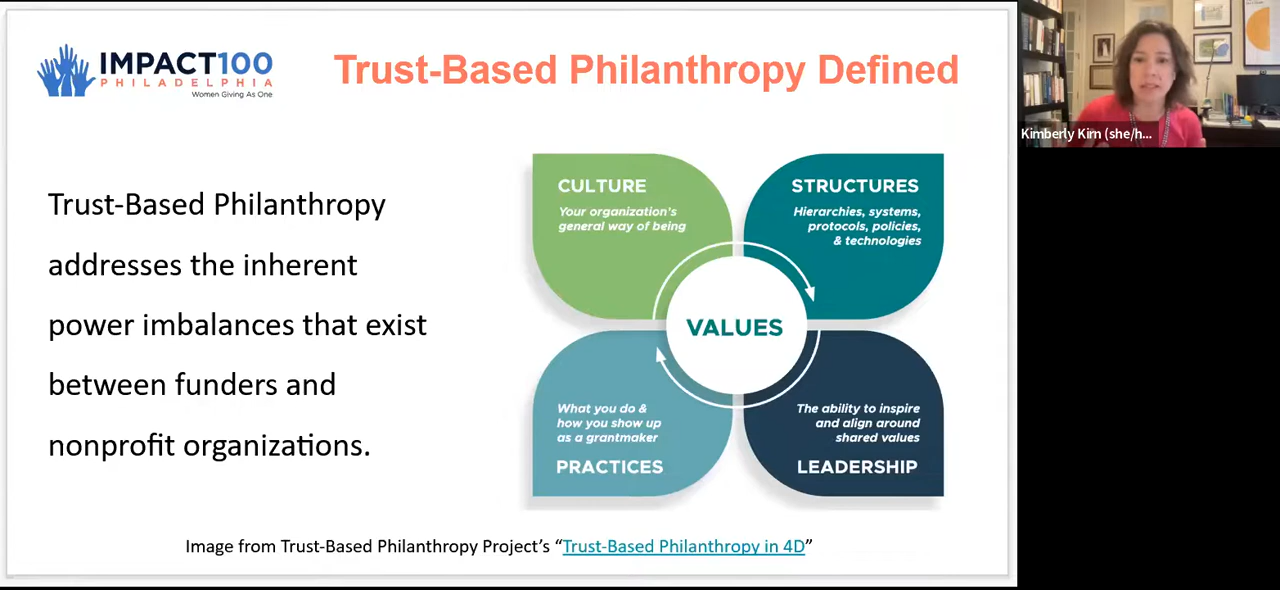 IMPACT100
PHILADELPHIA
Women Giving As One
Trust-Based Philanthropy Defined
Kimberly Kirn (she/h...
Trust-Based Philanthropy
addresses the inherent
power imbalances that exist
between funders and
nonprofit organizations.
CULTURE
Your organization's
general way of being
STRUCTURES
Hierarchies, systems,
protocols, policies,
& technologies
VALUES
What you do &
how you show up
as a grantmaker
PRACTICES
The ability to inspire
and align around
shared values
LEADERSHIP
Image from Trust-Based Philanthropy Project's “Trust-Based Philanthropy in 4D”